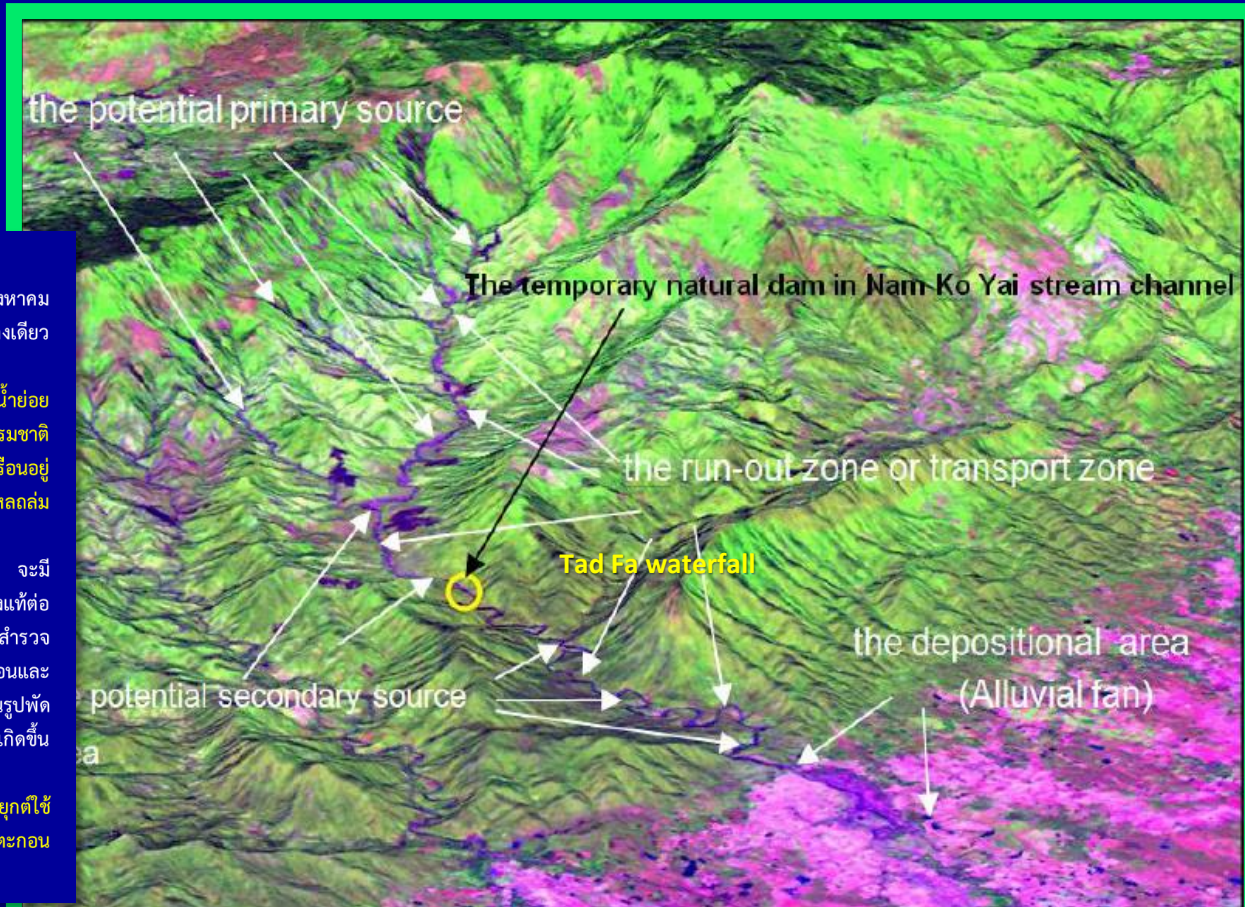 the potential primary source
The temporary natural dam in Nam Ko Yai stream channel
the run-out zone or transport zone
Tad Fa waterfall
the depositional area
(Alluvial fan)
potential secondary source
งหาคม
งเดียว
น้ำย่อย
รมชาติ
รือนอยู่
หลถล่ม
จะมี
งแท้ต่อ
สำรวจ
อนและ
นรูปพัด
เกิดขึ้น
ยุกต์ใช้
ตะกอน